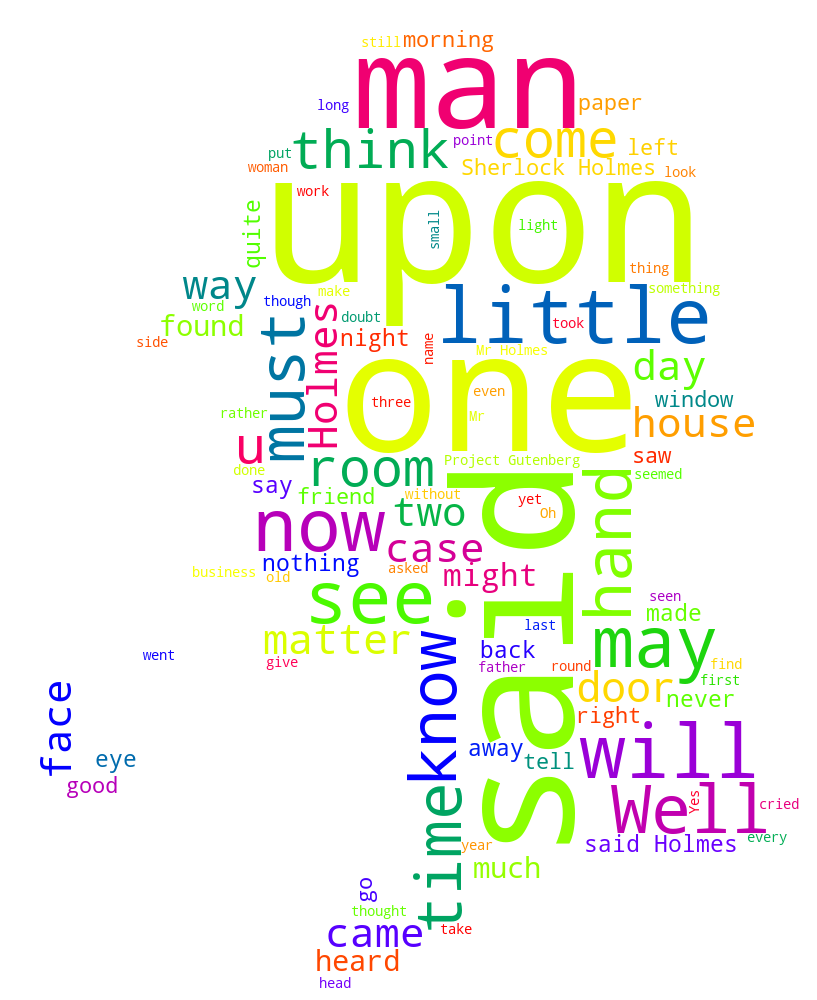 still morning
man
long paper
come
think point left
put
woman Sherlock Holmes look
upon
work
quite small light
thing
way make something
word though little
found doubt took
side must Holmes night name Mr Holmes
one day
three even window
rather Mr house
u
room Project Gutenberg saw
done said hand seemed
say friend without yet
now two Oh
case
nothing asked might
business old
see seen
last made
matter know back may
went give father round find
first
face door never
right
eye away will
good tell
time Well Yes cried
year said Holmes every
much
go
thought
came take
heard
head